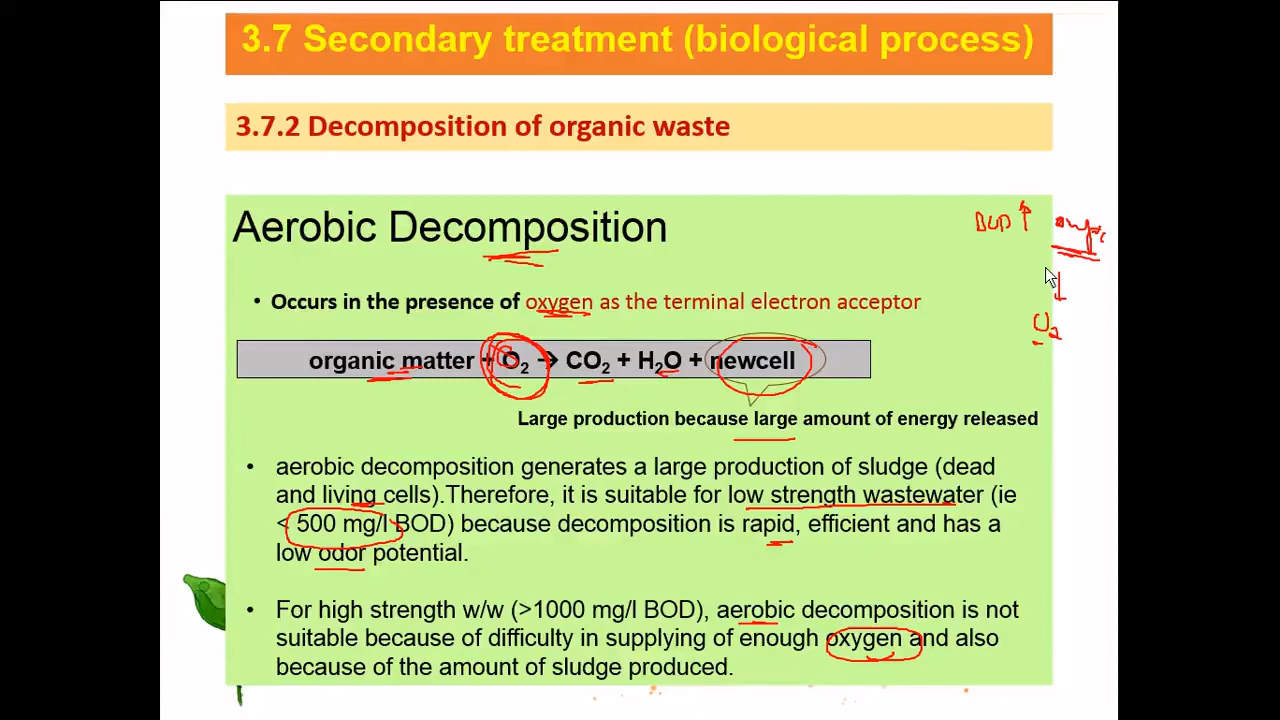 3.7 Secondary treatment (biological process)
3.7.2 Decomposition of organic waste
Aerobic Decomposition
BOD ↑
• Occurs in the presence of oxygen as the terminal electron acceptor
↓
O₂
organic matter + O₂ → CO₂ + H₂O + newcell
Large production because large amount of energy released
• aerobic decomposition generates a large production of sludge (dead
and living cells).Therefore, it is suitable for low strength wastewater (ie
< 500 mg/l BOD) because decomposition is rapid, efficient and has a
low odor potential.
• For high strength w/w (>1000 mg/l BOD), aerobic decomposition is not
suitable because of difficulty in supplying of enough oxygen and also
because of the amount of sludge produced.